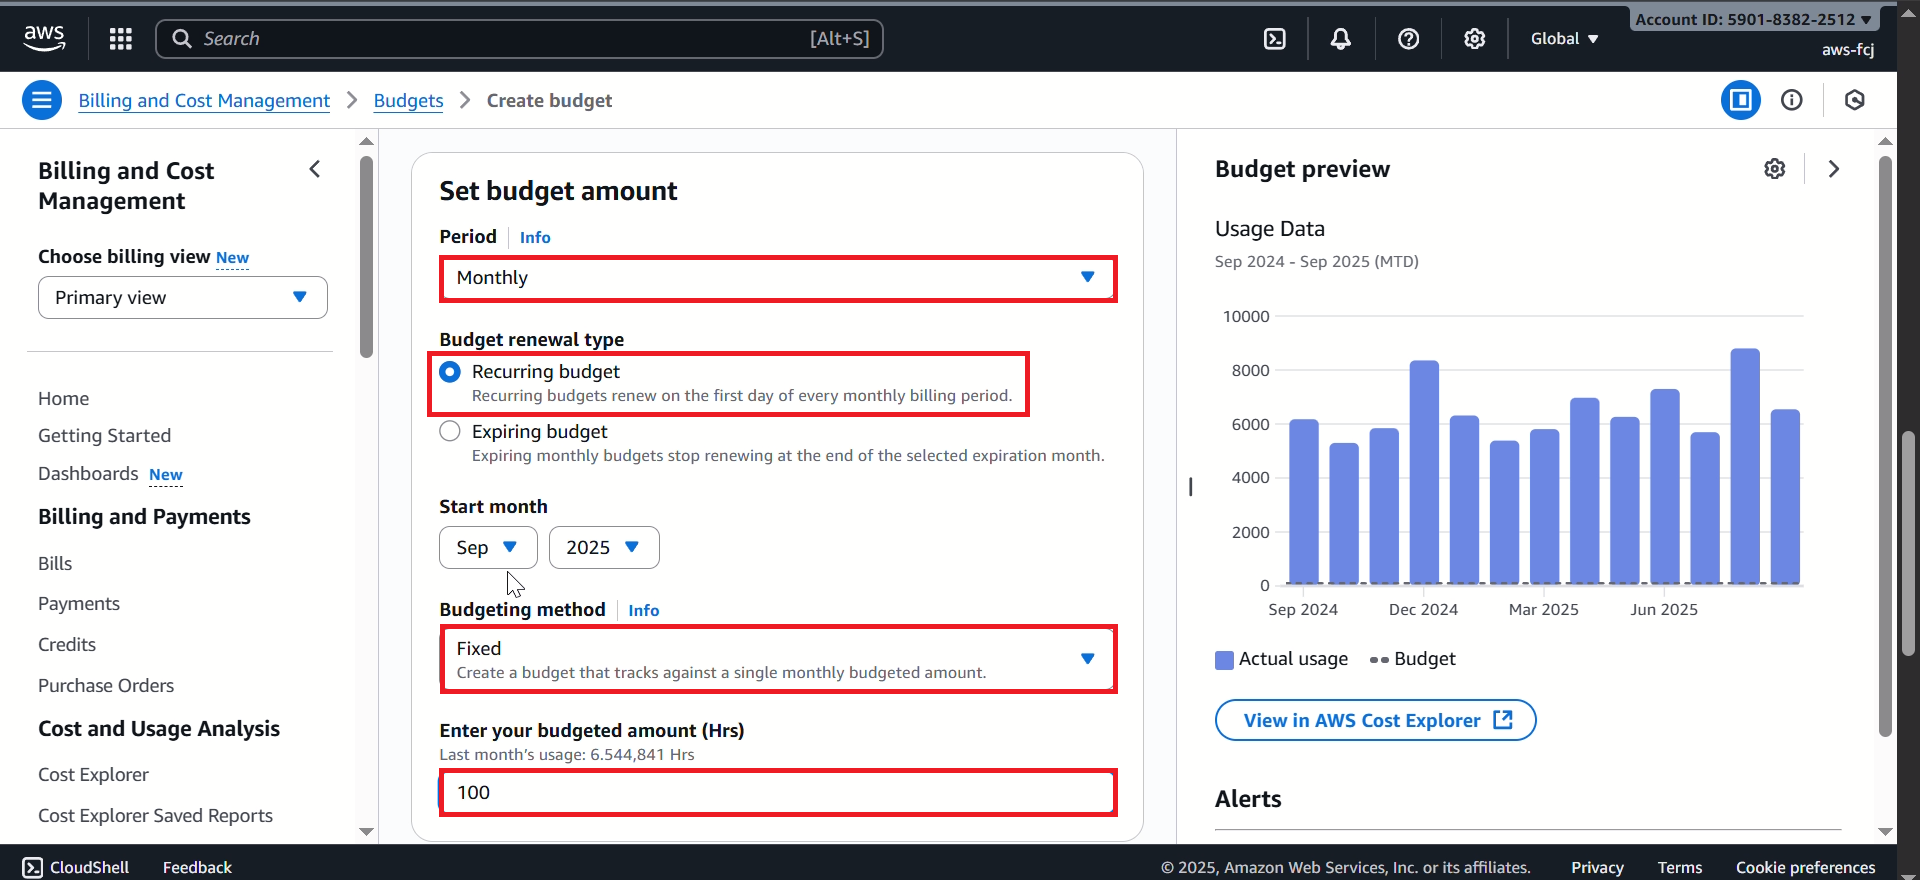 aws
Search
[Alt+S]
Global
Account ID: 5901-8382-2512
aws-fcj
Billing and Cost Management
Budgets
Create budget
Billing and Cost
Management
Choose billing view New
Primary view
Home
Getting Started
Dashboards New
Billing and Payments
Bills
Payments
Credits
Purchase Orders
Cost and Usage Analysis
Cost Explorer
Cost Explorer Saved Reports
Set budget amount
Period Info
Monthly
Budget renewal type
Recurring budget
Recurring budgets renew on the first day of every monthly billing period.
Expiring budget
Expiring monthly budgets stop renewing at the end of the selected expiration month.
Start month
Sep 2025
Budgeting method Info
Fixed
Create a budget that tracks against a single monthly budgeted amount.
Enter your budgeted amount (Hrs)
Last month's usage: 6.544,841 Hrs
100
Budget preview
Usage Data
Sep 2024 - Sep 2025 (MTD)
10000
8000
6000
4000
2000
0
Sep 2024 Dec 2024 Mar 2025 Jun 2025
Actual usage Budget
View in AWS Cost Explorer
Alerts
CloudShell Feedback
© 2025, Amazon Web Services, Inc. or its affiliates. Privacy Terms Cookie preferences